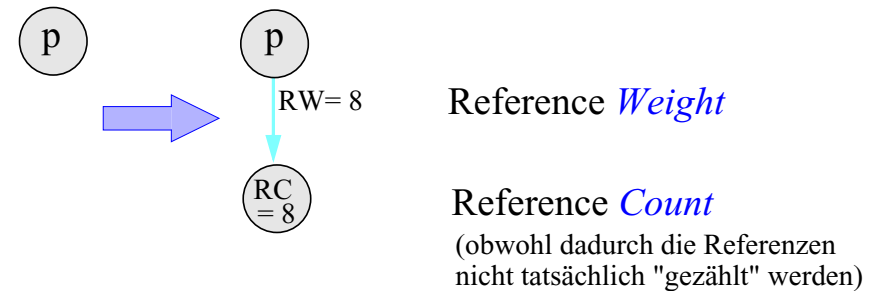 p
p
RW= 8
Reference Weight
RC
= 8
Reference Count
(obwohl dadurch die Referenzen
nicht tatsächlich "gezählt" werden)